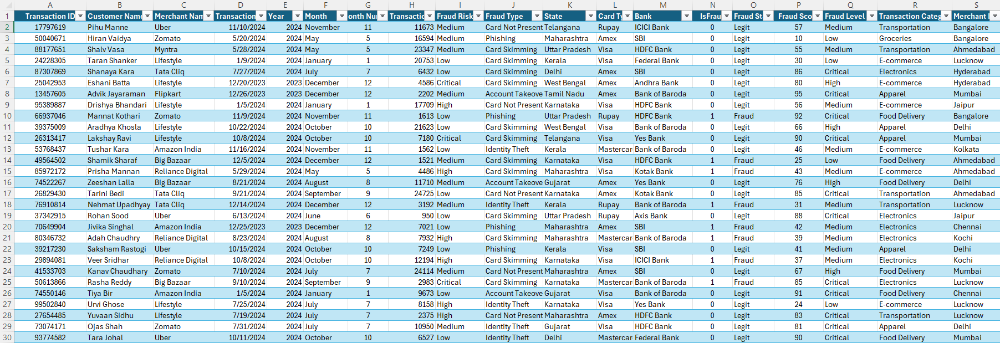 A B C D E F G H I J K L M N O P Q R S
1 Transaction ID Customer Nam Merchant Nam Transaction Year Month onth Nu Transactic Fraud Risk Fraud Type State Card Ty Bank IsFrau Fraud St Fraud Sco Fraud Level Transaction Categ Merchant
2 17797619 Pihu Manne Uber 11/10/2024 2024 November 11 11673 Medium Card Not Present Telangana Rupay ICICI Bank 0 Legit 57 Medium Transportation Bangalore
3 50040671 Hiran Vaidya Zomato 5/20/2024 2024 May 5 16594 Medium Phishing Maharashtra Amex SBI 0 Legit 10 Low Groceries Bangalore
4 88177651 Shalv Vasa Myntra 5/28/2024 2024 May 5 23347 Medium Card Skimming Uttar Pradesh Visa HDFC Bank 0 Legit 55 Medium Transportation Ahmedabad
5 24228305 Taran Shanker Lifestyle 1/9/2024 2024 January 1 20753 Low Card Skimming Kerala Visa Federal Bank 0 Legit 30 Low E-commerce Lucknow
6 87307869 Shanaya Kara Tata Cliq 7/27/2024 2024 July 7 6432 Low Card Skimming Delhi Amex SBI 0 Legit 86 Critical Electronics Hyderabad
7 25042953 Eshani Batta Lifestyle 12/20/2023 2023 December 12 4586 Critical Card Skimming West Bengal Amex Andhra Bank 0 Legit 80 High E-commerce Hyderabad
8 13457605 Advik Jayaraman Flipkart 12/26/2023 2023 December 12 2202 Medium Account Takeove Tamil Nadu Amex Bank of Baroda 0 Legit 95 Critical Apparel Mumbai
9 95389887 Drishya Bhandari Lifestyle 1/5/2024 2024 January 1 17709 High Card Not Present Karnataka Visa HDFC Bank 0 Legit 56 Medium E-commerce Jaipur
10 66937046 Mannat Kothari Zomato 11/9/2024 2024 November 11 1613 Low Phishing Uttar Pradesh Rupay HDFC Bank 1 Fraud 92 Critical Food Delivery Bangalore
11 39375009 Aradhya Khosla Lifestyle 10/22/2024 2024 October 10 21623 Low Card Skimming West Bengal Visa Bank of Baroda 0 Legit 66 High Apparel Delhi
12 26313417 Lakshay Ravi Lifestyle 10/8/2024 2024 October 10 7180 Critical Card Skimming Telangana Visa Yes Bank 0 Legit 90 Critical Apparel Mumbai
13 53768437 Tushar Kara Amazon India 11/16/2024 2024 November 11 1562 Low Identity Theft Kerala Mastercar Bank of Baroda 0 Legit 46 Medium E-commerce Kolkata
14 49564502 Shamik Sharaf Big Bazaar 12/5/2024 2024 December 12 1521 Medium Card Skimming Karnataka Visa HDFC Bank 1 Fraud 25 Low Food Delivery Ahmedabad
15 85972172 Prisha Mannan Reliance Digital 5/29/2024 2024 May 5 4486 High Card Skimming Maharashtra Visa Kotak Bank 1 Fraud 43 Medium E-commerce Ahmedabad
16 74522267 Zeeshan Lalla Big Bazaar 8/21/2024 2024 August 8 11710 Medium Account Takeove Gujarat Amex Yes Bank 0 Legit 76 High Food Delivery Delhi
17 26829430 Tarini Bedi Tata Cliq 9/21/2024 2024 September 9 24725 Low Card Not Present Karnataka Amex Kotak Bank 0 Legit 85 Critical Transportation Ahmedabad
18 76910814 Nehmat Upadhyay Tata Cliq 12/14/2024 2024 December 12 3192 Medium Identity Theft Kerala Rupay Bank of Baroda 1 Fraud 31 Medium Transportation Lucknow
19 37342915 Rohan Sood Uber 6/13/2024 2024 June 6 950 Low Card Skimming Uttar Pradesh Rupay Axis Bank 0 Legit 88 Critical Electronics Jaipur
20 70649904 Jivika Singhal Amazon India 12/25/2023 2023 December 12 7021 Low Phishing Maharashtra Amex SBI 1 Fraud 42 Medium Electronics Chennai
21 80346732 Adah Chaudhry Reliance Digital 8/23/2024 2024 August 8 7932 High Card Skimming Maharashtra Mastercar Bank of Baroda 1 Fraud 39 Medium Electronics Kochi
22 39217230 Saksham Rastogi Uber 10/15/2024 2024 October 10 7249 Low Phishing Kerala Visa SBI 0 Legit 41 Medium Apparel Delhi
23 29894081 Veer Sridhar Reliance Digital 10/8/2024 2024 October 10 12194 High Card Skimming Karnataka Visa ICICI Bank 1 Fraud 37 Medium Electronics Kochi
24 41533703 Kanav Chaudhary Zomato 7/10/2024 2024 July 7 24114 Medium Card Not Present Maharashtra Amex SBI 0 Legit 67 High Food Delivery Mumbai
25 50613866 Rasha Reddy Big Bazaar 9/10/2024 2024 September 9 2983 Critical Card Skimming Karnataka Mastercar Bank of Baroda 1 Fraud 85 Critical Electronics Lucknow
26 74550146 Tiya Bir Amazon India 1/5/2024 2024 January 1 9673 Low Account Takeove Gujarat Visa Bank of Baroda 0 Legit 91 Critical Food Delivery Chennai
27 99502840 Urvi Ghose Lifestyle 7/25/2024 2024 July 7 8158 High Identity Theft Karnataka Visa Yes Bank 0 Legit 24 Low E-commerce Lucknow
28 27654485 Yuvaan Sidhu Lifestyle 7/19/2024 2024 July 7 2375 High Card Not Present Maharashtra Visa HDFC Bank 0 Legit 83 Critical Transportation Lucknow
29 73074171 Ojas Shah Zomato 7/31/2024 2024 July 7 10950 Medium Identity Theft Gujarat Visa HDFC Bank 0 Legit 81 Critical Apparel Delhi
30 93774582 Tara Johal Uber 10/11/2024 2024 October 10 6527 Low Identity Theft Delhi Mastercar Federal Bank 0 Legit 90 Critical Food Delivery Mumbai